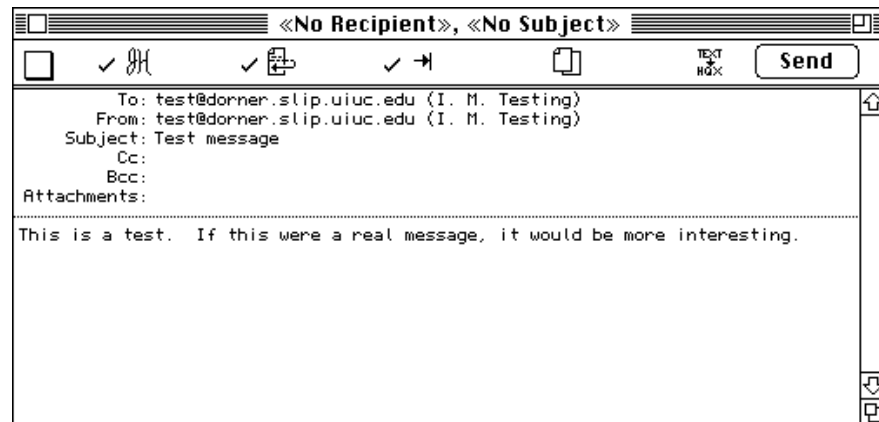 «No Recipient», «No Subject»
TEXT
HQX
Send
To: test@dorner.slip.uiuc.edu (I. M. Testing)
From: test@dorner.slip.uiuc.edu (I. M. Testing)
Subject: Test message
Cc:
Bcc:
Attachments:
This is a test.  If this were a real message, it would be more interesting.